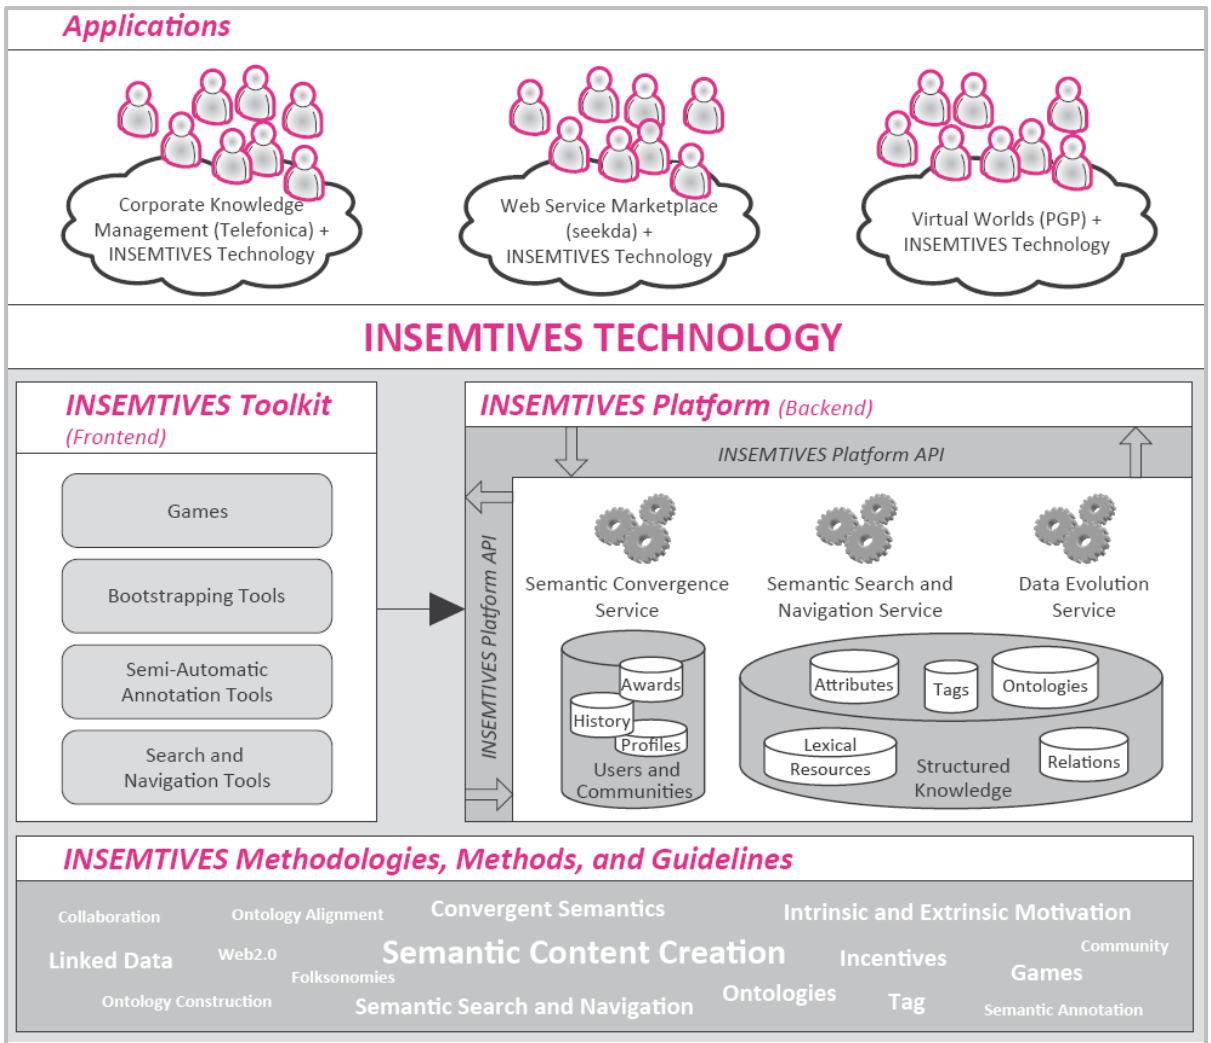 Applications
Corporate Knowledge
Management (Telefonica) +
INSEMTIVES Technology
Web Service Marketplace
(seekda) +
INSEMTIVES Technology
Virtual Worlds (PGP) +
INSEMTIVES Technology
INSEMTIVES TECHNOLOGY
INSEMTIVES Toolkit
(Frontend)
Games
Bootstrapping Tools
Semi-Automatic
Annotation Tools
Search and
Navigation Tools
INSEMTIVES Platform (Backend)
INSEMTIVES Platform API
INSEMTIVES Platform API
Semantic Convergence
Service
Semantic Search and
Navigation Service
Data Evolution
Service
Awards
History
Profiles
Users and
Communities
Attributes
Tags
Ontologies
Lexical
Resources
Structured
Knowledge
Relations
INSEMTIVES Methodologies, Methods, and Guidelines
Collaboration
Ontology Alignment
Convergent Semantics
Intrinsic and Extrinsic Motivation
Linked Data
Web2.0
Semantic Content Creation
Incentives
Community
Folksonomies
Games
Ontology Construction
Semantic Search and Navigation
Ontologies
Tag
Semantic Annotation